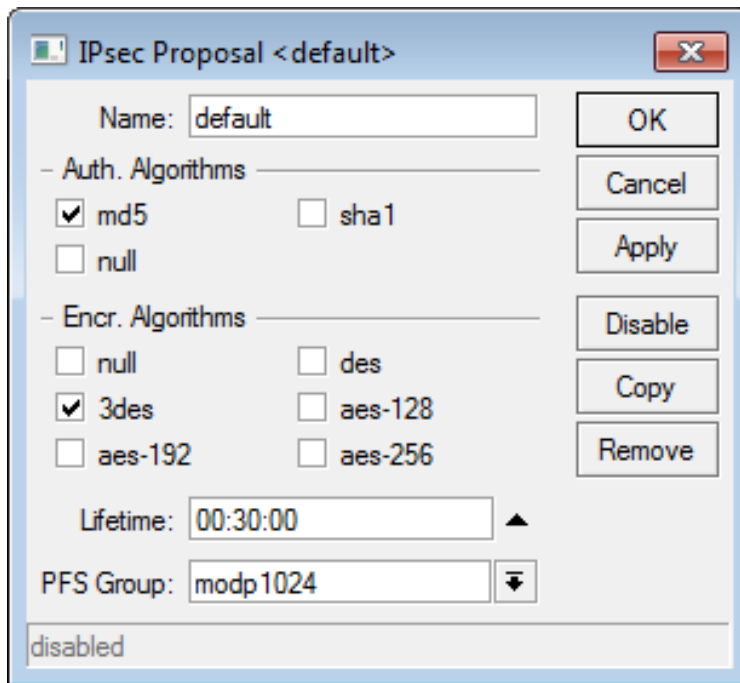 IPsec Proposal <default>
Name: default
OK
Auth. Algorithms
Cancel
md5 sha1
null
Apply
Encr. Algorithms
Disable
null des
Copy
3des aes-128
aes-192 aes-256
Remove
Lifetime: 00:30:00
PFS Group: modp1024
disabled